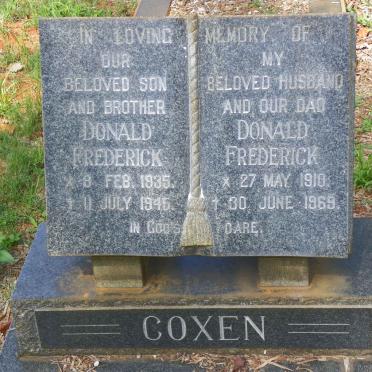 IN LOVING MEMORY OF
OUR
BELOVED SON
AND BROTHER
DONALD
FREDERICK
* 8 FEB. 1935.
† 11 JULY 1945.
MY
BELOVED HUSBAND
AND OUR DAD
DONALD
FREDERICK
* 27 MAY 1910.
† 30 JUNE 1969.
IN GOD'S CARE.
COXEN